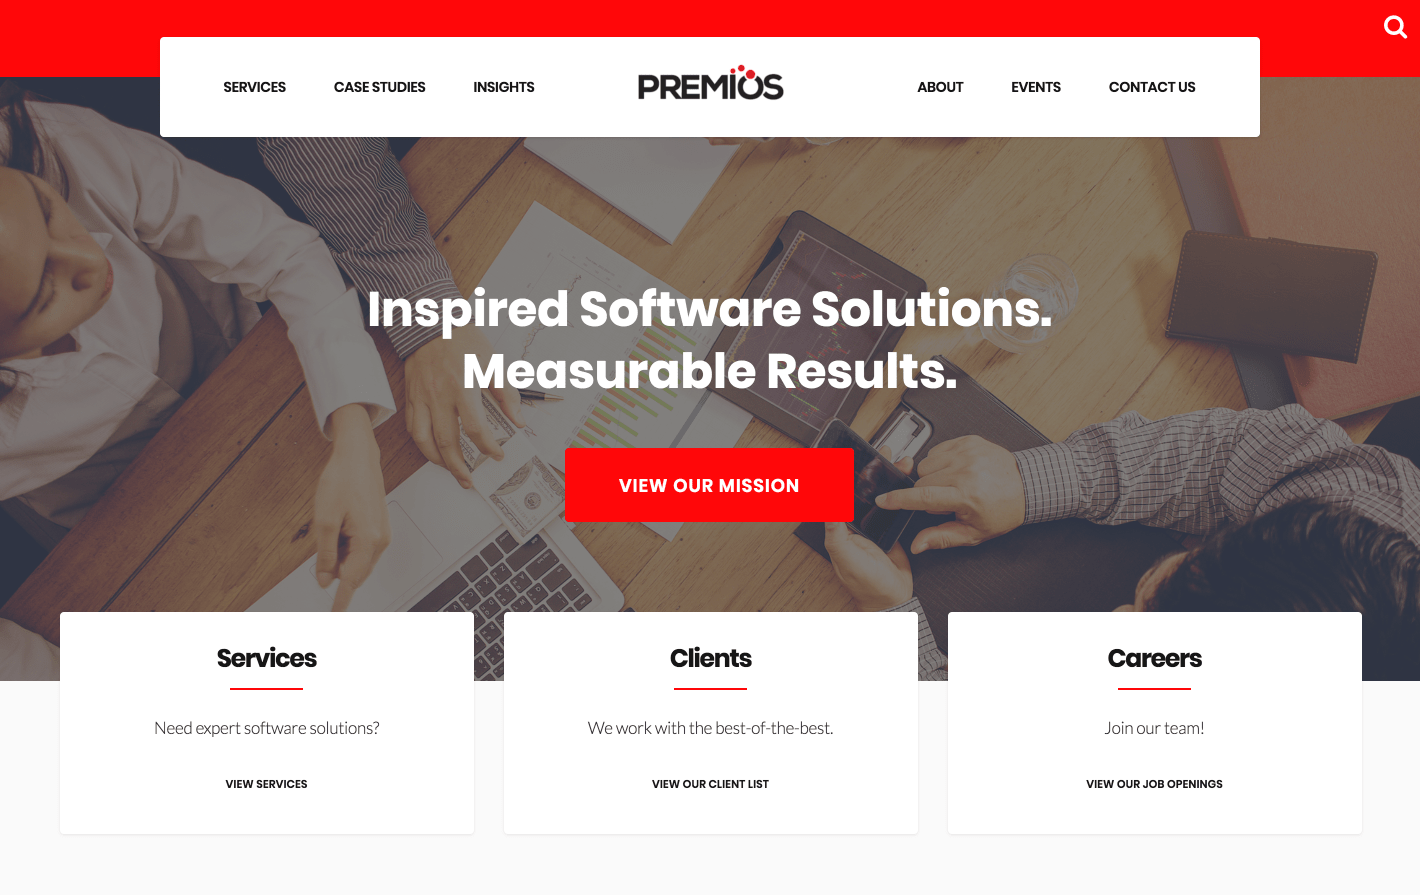 SERVICES CASE STUDIES INSIGHTS PREMIOS ABOUT EVENTS CONTACT US
Inspired Software Solutions.
Measurable Results.
VIEW OUR MISSION
Services
Need expert software solutions?
VIEW SERVICES
Clients
We work with the best-of-the-best.
VIEW OUR CLIENT LIST
Careers
Join our team!
VIEW OUR JOB OPENINGS